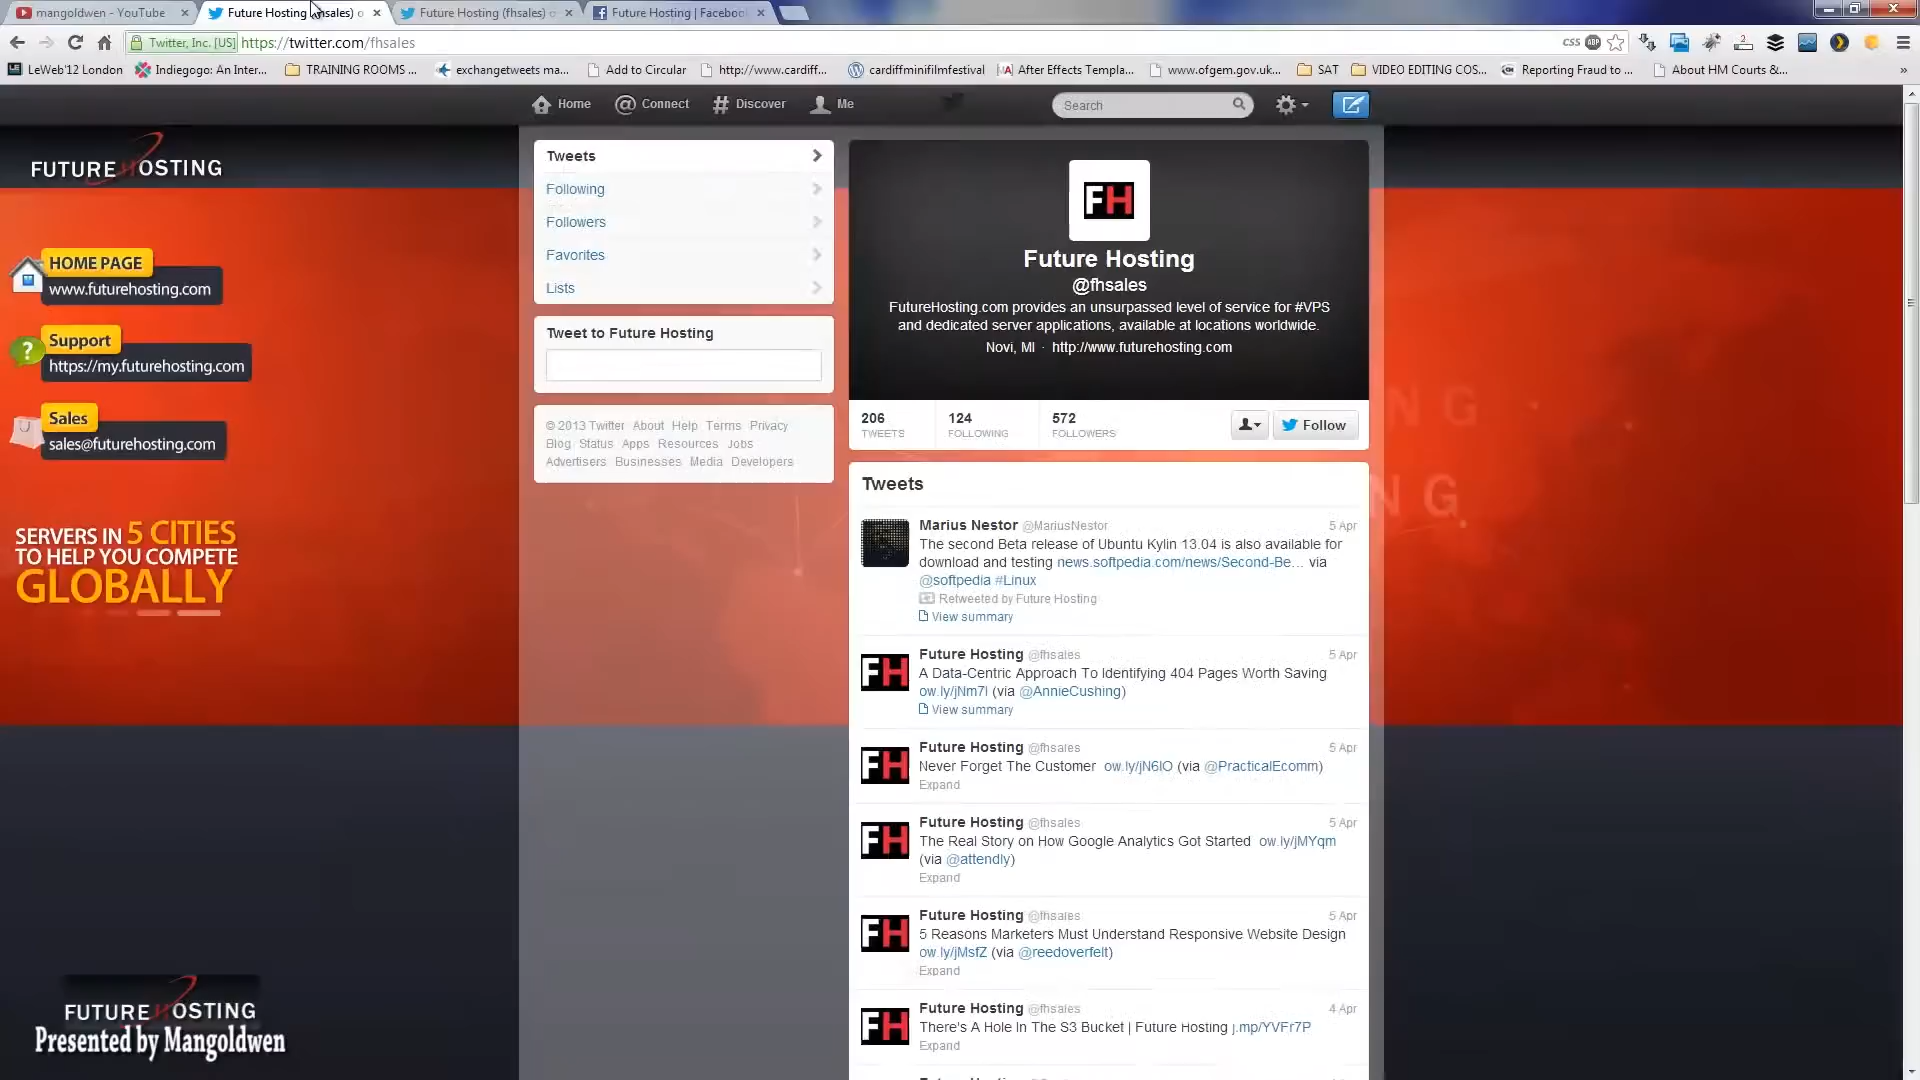 mangoldwen - YouTube
Future Hosting (fhsales) o
Future Hosting (fhsales) o
Future Hosting | Facebook
Twitter, Inc. [US]
https://twitter.com/fhsales
LeWeb'12 London
Indiegogo: An Inter...
TRAINING ROOMS ...
exchangetweets ma...
Add to Circular
http://www.cardiff...
cardiffminifilmfestival
After Effects Templa...
www.ofgem.gov.uk...
SAT
VIDEO EDITING COS...
Reporting Fraud to ...
About HM Courts &...
Home
Connect
Discover
Me
Search
FUTURE HOSTING
HOME PAGE
www.futurehosting.com
Support
https://my.futurehosting.com
Sales
sales@futurehosting.com
SERVERS IN 5 CITIES
TO HELP YOU COMPETE
GLOBALLY
Tweets
Following
Followers
Favorites
Lists
Tweet to Future Hosting
© 2013 Twitter About Help Terms Privacy
Blog Status Apps Resources Jobs
Advertisers Businesses Media Developers
FH
Future Hosting
@fhsales
FutureHosting.com provides an unsurpassed level of service for #VPS
and dedicated server applications, available at locations worldwide.
Novi, MI · http://www.futurehosting.com
206 TWEETS
124 FOLLOWING
572 FOLLOWERS
Follow
Tweets
Marius Nestor @MariusNestor 5 Apr
The second Beta release of Ubuntu Kylin 13.04 is also available for
download and testing news.softpedia.com/news/Second-Be... via
@softpedia #Linux
Retweeted by Future Hosting
View summary
FH
Future Hosting @fhsales 5 Apr
A Data-Centric Approach To Identifying 404 Pages Worth Saving
ow.ly/jNm7l (via @AnnieCushing)
View summary
FH
Future Hosting @fhsales 5 Apr
Never Forget The Customer ow.ly/jN6IO (via @PracticalEcomm)
Expand
FH
Future Hosting @fhsales 5 Apr
The Real Story on How Google Analytics Got Started ow.ly/jMYqm
(via @attendly)
Expand
FH
Future Hosting @fhsales 5 Apr
5 Reasons Marketers Must Understand Responsive Website Design
ow.ly/jMsfZ (via @reedoverfelt)
Expand
FH
Future Hosting @fhsales 4 Apr
There's A Hole In The S3 Bucket | Future Hosting j.mp/YVFr7P
Expand
FUTURE HOSTING
Presented by Mangoldwen